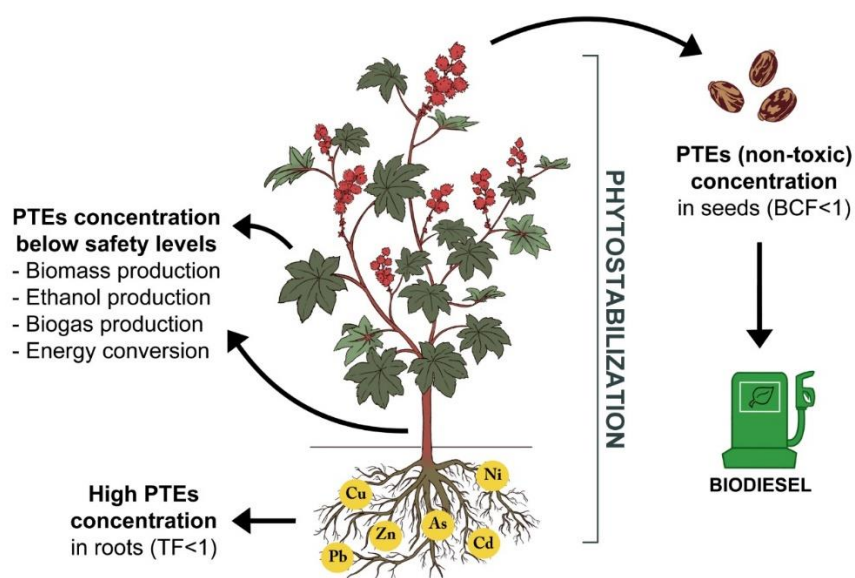 PTEs (non-toxic)
concentration
in seeds (BCF<1)
PHYTOSTABILIZATION
PTEs concentration
below safety levels
- Biomass production
- Ethanol production
- Biogas production
- Energy conversion
BIODIESEL
High PTEs
concentration
in roots (TF<1)
Cu
Ni
Zn
As
Pb
Cd